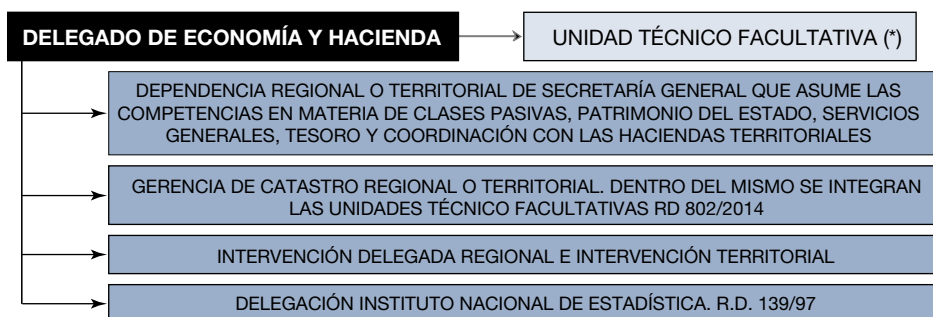 DELEGADO DE ECONOMÍA Y HACIENDA
UNIDAD TÉCNICO FACULTATIVA (*)
DEPENDENCIA REGIONAL O TERRITORIAL DE SECRETARÍA GENERAL QUE ASUME LAS
COMPETENCIAS EN MATERIA DE CLASES PASIVAS, PATRIMONIO DEL ESTADO, SERVICIOS
GENERALES, TESORO Y COORDINACIÓN CON LAS HACIENDAS TERRITORIALES
GERENCIA DE CATASTRO REGIONAL O TERRITORIAL. DENTRO DEL MISMO SE INTEGRAN
LAS UNIDADES TÉCNICO FACULTATIVAS RD 802/2014
INTERVENCIÓN DELEGADA REGIONAL E INTERVENCIÓN TERRITORIAL
DELEGACIÓN INSTITUTO NACIONAL DE ESTADÍSTICA. R.D. 139/97